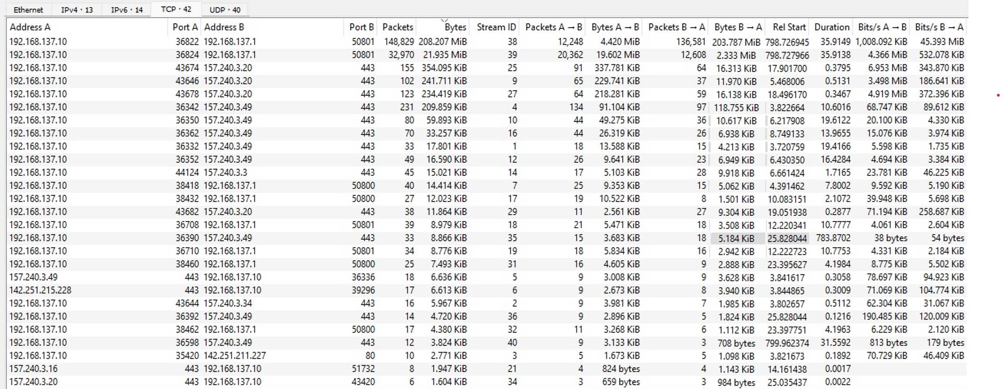 Ethernet IPv4 · 13 IPv6 · 14 TCP · 42 UDP · 40
Address A Port A Address B Port B Packets Bytes Stream ID Packets A → B Bytes A → B Packets B → A Bytes B → A Rel Start Duration Bits/s A → B Bits/s B → A
192.168.137.10 36822 192.168.137.1 50801 148,829 208.207 MiB 38 12,248 4.420 MiB 136,581 203.787 MiB 798.726945 35.9149 1,008.092 KiB 45.393 MiB
192.168.137.10 36824 192.168.137.1 50801 32,970 21.935 MiB 39 20,362 19.602 MiB 12,608 2.333 MiB 798.727966 35.9138 4.366 MiB 532.078 KiB
192.168.137.10 43674 157.240.3.20 443 155 354.095 KiB 25 91 337.781 KiB 64 16.313 KiB 17.901700 0.3795 6.953 MiB 343.870 KiB
192.168.137.10 43646 157.240.3.20 443 102 241.711 KiB 9 65 229.741 KiB 37 11.970 KiB 5.468006 0.5131 3.498 MiB 186.641 KiB
192.168.137.10 43678 157.240.3.20 443 123 234.419 KiB 27 64 218.281 KiB 59 16.138 KiB 18.496170 0.3467 4.919 MiB 372.396 KiB
192.168.137.10 36342 157.240.3.49 443 231 209.859 KiB 4 134 91.104 KiB 97 118.755 KiB 3.822664 10.6016 68.747 KiB 89.612 KiB
192.168.137.10 36350 157.240.3.49 443 80 59.893 KiB 10 44 49.275 KiB 36 10.617 KiB 6.217908 19.6122 20.100 KiB 4.330 KiB
192.168.137.10 36362 157.240.3.49 443 70 33.257 KiB 16 44 26.319 KiB 26 6.938 KiB 8.749133 13.9655 15.076 KiB 3.974 KiB
192.168.137.10 36332 157.240.3.49 443 33 17.801 KiB 1 18 13.588 KiB 15 4.213 KiB 3.720759 19.4166 5.598 KiB 1.735 KiB
192.168.137.10 36352 157.240.3.49 443 49 16.590 KiB 12 26 9.641 KiB 23 6.949 KiB 6.430350 16.4284 4.694 KiB 3.384 KiB
192.168.137.10 44124 157.240.3.3 443 45 15.021 KiB 14 17 5.103 KiB 28 9.918 KiB 6.661424 1.7165 23.781 KiB 46.225 KiB
192.168.137.10 38418 192.168.137.1 50800 40 14.414 KiB 7 25 9.353 KiB 15 5.062 KiB 4.391462 7.8002 9.592 KiB 5.190 KiB
192.168.137.10 38432 192.168.137.1 50800 27 12.023 KiB 17 19 10.522 KiB 8 1.501 KiB 10.083151 2.1072 39.948 KiB 5.698 KiB
192.168.137.10 43682 157.240.3.20 443 38 11.864 KiB 29 11 2.561 KiB 27 9.304 KiB 19.051938 0.2877 71.194 KiB 258.687 KiB
192.168.137.10 36708 192.168.137.1 50801 39 8.979 KiB 18 21 5.471 KiB 18 3.508 KiB 12.220341 10.7777 4.061 KiB 2.604 KiB
192.168.137.10 36390 157.240.3.49 443 33 8.866 KiB 35 15 3.683 KiB 18 5.184 KiB 25.828044 783.8702 38 bytes 54 bytes
192.168.137.10 36710 192.168.137.1 50801 34 8.776 KiB 19 18 5.834 KiB 16 2.942 KiB 12.222723 10.7753 4.331 KiB 2.184 KiB
192.168.137.10 38460 192.168.137.1 50800 25 7.493 KiB 31 16 4.605 KiB 9 2.888 KiB 23.395627 4.1984 8.775 KiB 5.502 KiB
157.240.3.49 443 192.168.137.10 36336 18 6.636 KiB 5 9 3.008 KiB 9 3.628 KiB 3.841617 0.3058 78.697 KiB 94.923 KiB
142.251.215.228 443 192.168.137.10 39296 17 6.613 KiB 6 9 2.673 KiB 8 3.940 KiB 3.844865 0.3009 71.069 KiB 104.774 KiB
192.168.137.10 43644 157.240.3.34 443 16 5.967 KiB 2 9 3.981 KiB 7 1.985 KiB 3.802657 0.5112 62.304 KiB 31.067 KiB
192.168.137.10 36392 157.240.3.49 443 14 4.720 KiB 36 9 2.896 KiB 5 1.824 KiB 25.828044 0.1216 190.485 KiB 120.009 KiB
192.168.137.10 38462 192.168.137.1 50800 17 4.380 KiB 32 11 3.268 KiB 6 1.112 KiB 23.397751 4.1963 6.229 KiB 2.120 KiB
192.168.137.10 36598 157.240.3.49 443 12 3.824 KiB 40 9 3.133 KiB 3 708 bytes 799.962374 31.5592 813 bytes 179 bytes
192.168.137.10 35420 142.251.211.227 80 10 2.771 KiB 3 5 1.673 KiB 5 1.098 KiB 3.821673 0.1892 70.729 KiB 46.409 KiB
157.240.3.16 443 192.168.137.10 51732 8 1.947 KiB 21 4 824 bytes 4 1.143 KiB 14.161438 0.0017
157.240.3.20 443 192.168.137.10 43420 6 1.604 KiB 34 3 659 bytes 3 984 bytes 25.035437 0.0022